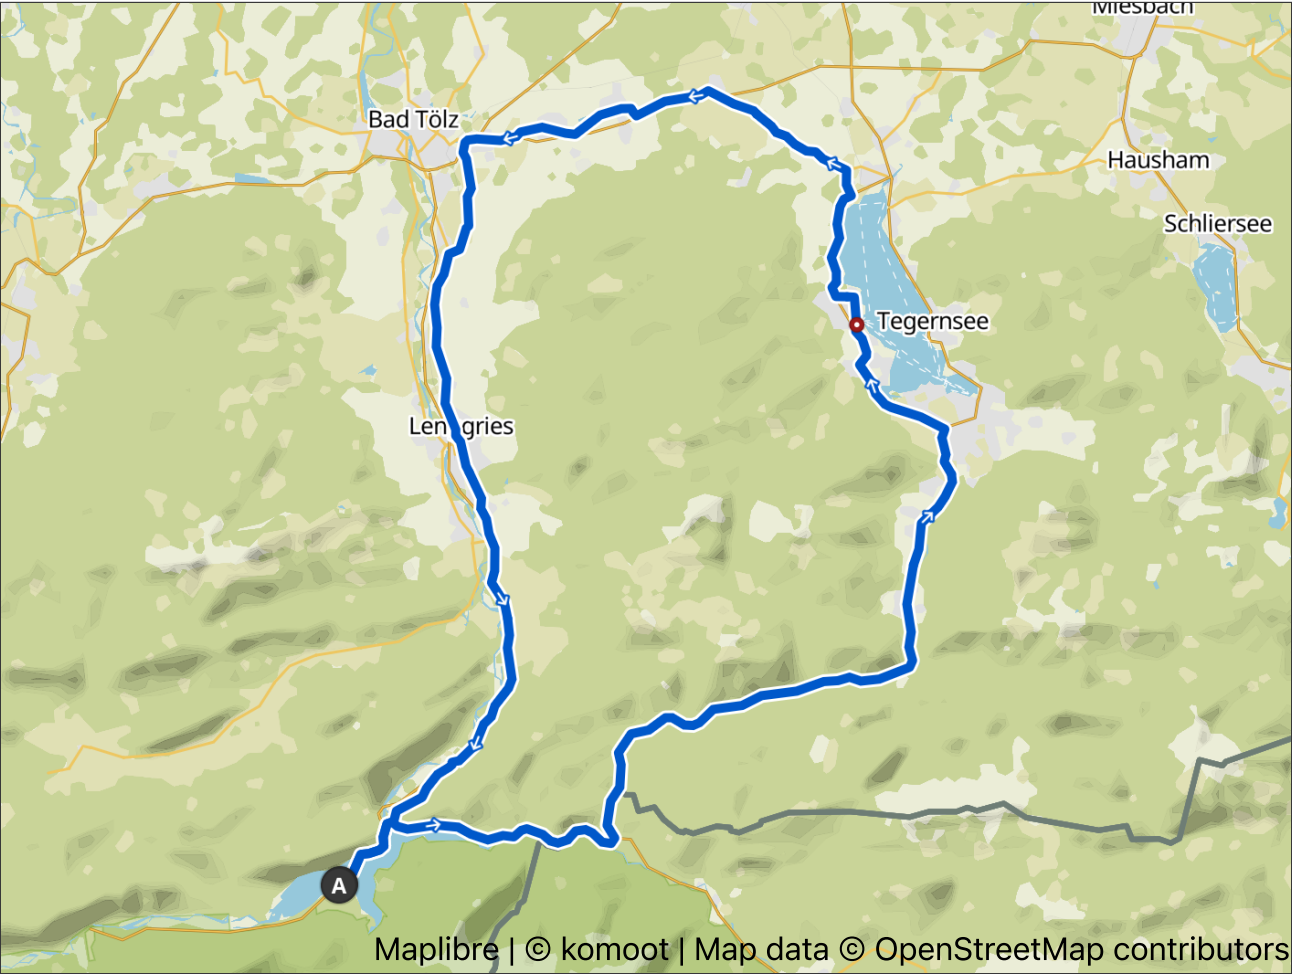 Miesbach
Bad Tölz
Hausham
Schliersee
Tegernsee
Len gries
A
Maplibre | © komoot | Map data © OpenStreetMap contributors